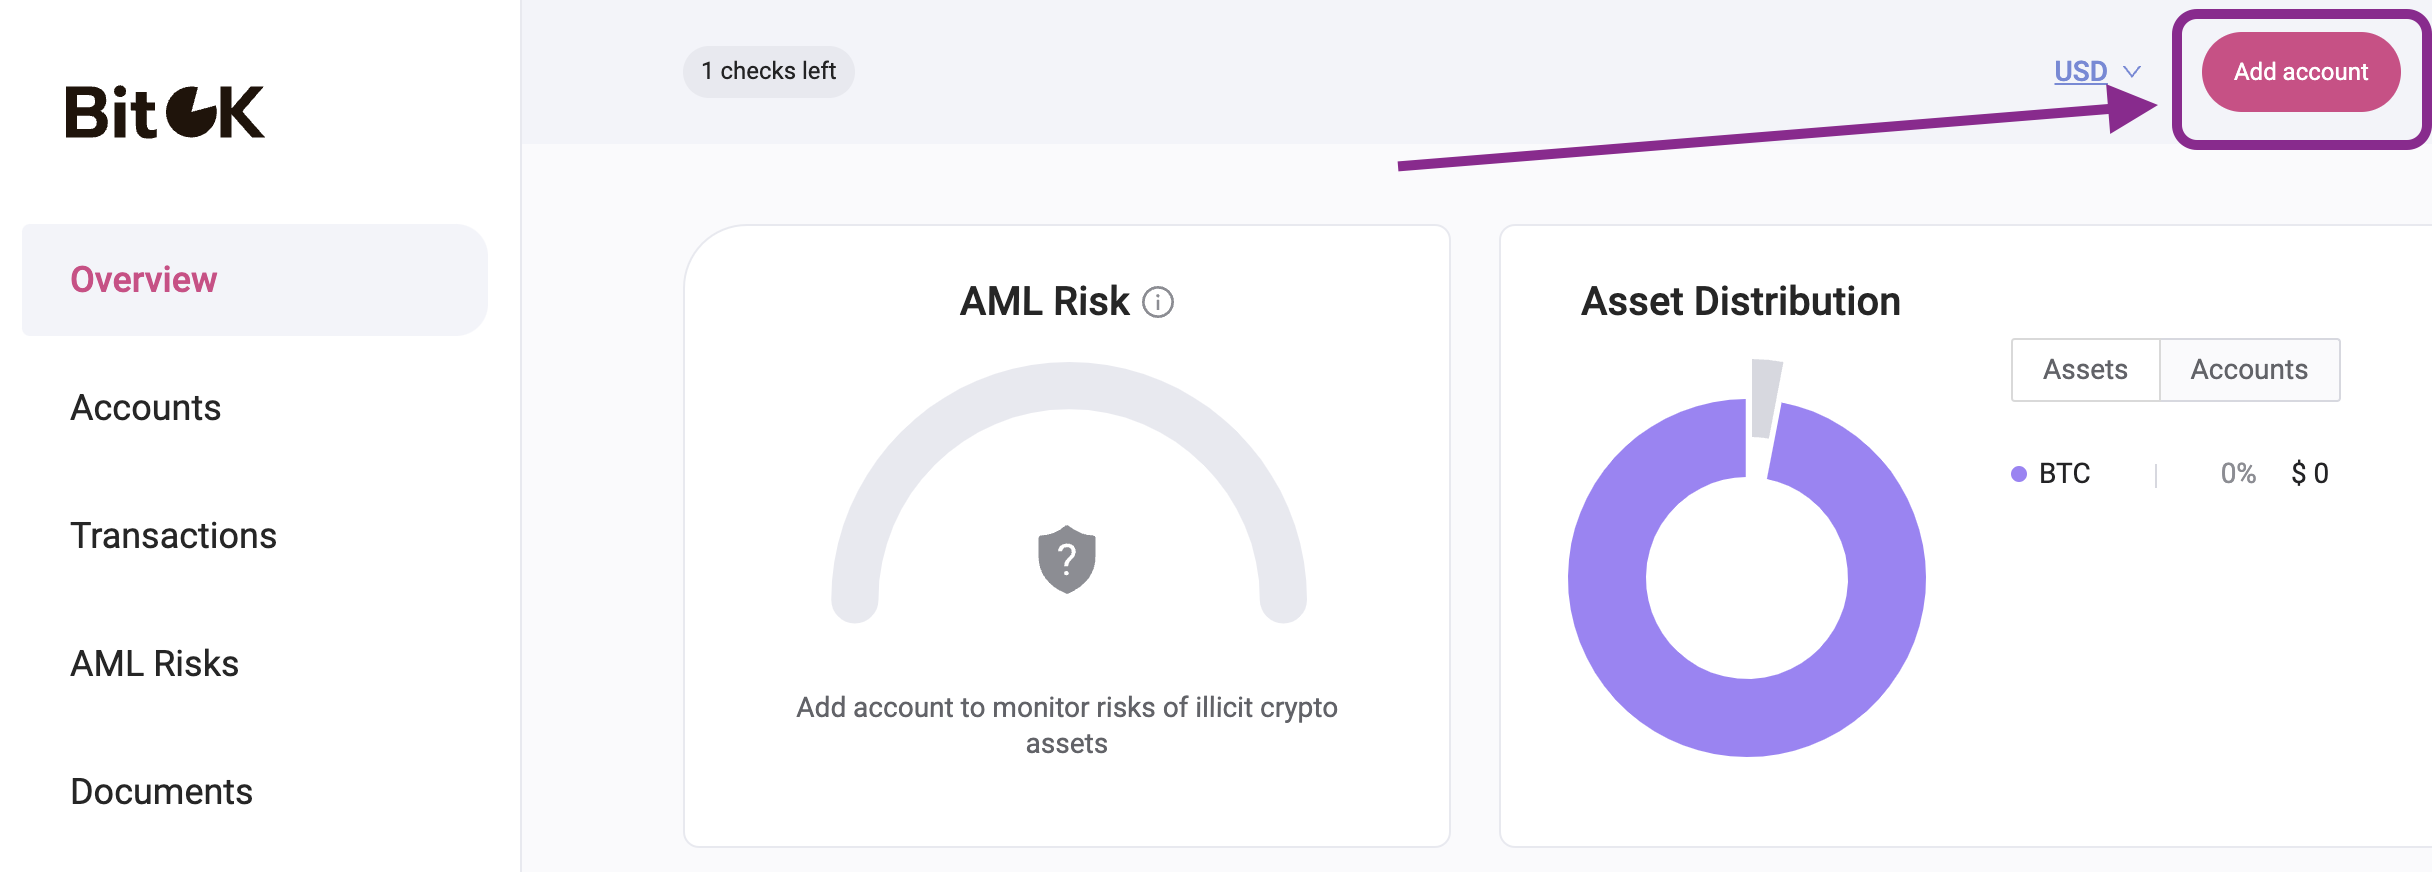 BitOK
1 checks left
USD
Add account
Overview
Accounts
Transactions
AML Risks
Documents
AML Risk
Add account to monitor risks of illicit crypto
assets
Asset Distribution
Assets
Accounts
BTC 0% $ 0